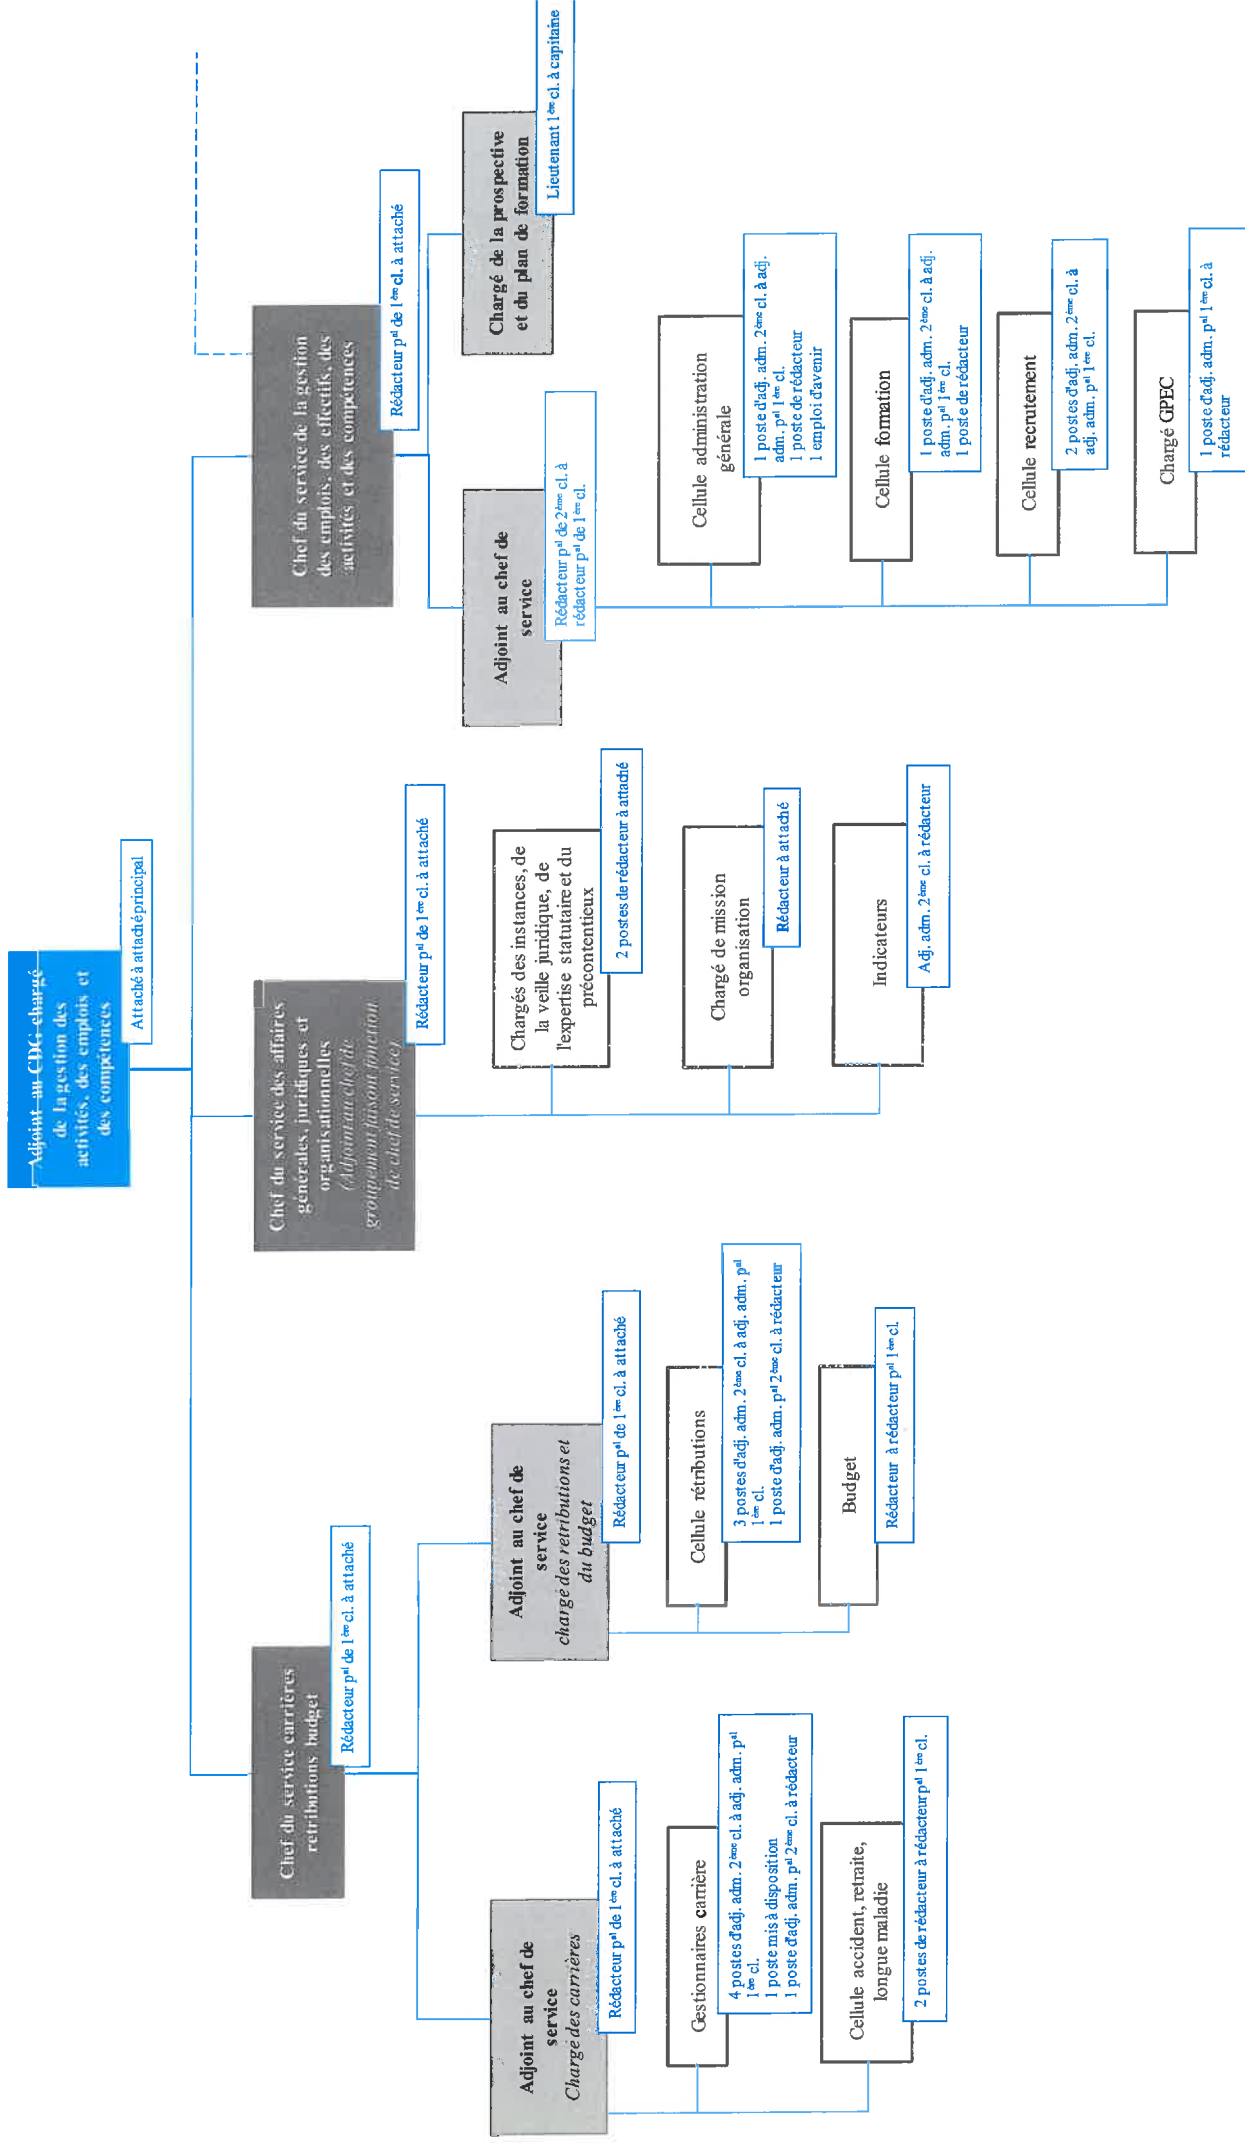 Adjoint au CDG chargé
de la gestion des
activités, des emplois et
des compétences
Attaché à attaché principal
Chef du service carrières
retributions budget
Rédacteur pal de 1ère cl. à attaché
Adjoint au chef de
service
Chargé des carrières
Rédacteur pal de 1ère cl. à attaché
Gestionnaires carrière
4 postes d'adj. adm. 2ème cl. à adj. adm. pal
1ère cl.
1 poste mis à disposition
1 poste d'adj. adm. pal 2ème cl. à rédacteur
Cellule accident, retraite,
longue maladie
2 postes de rédacteur à rédacteur pal 1ère cl.
Adjoint au chef de
service
chargé des retributions et
du budget
Rédacteur pal de 1ère cl. à attaché
Cellule rétributions
3 postes d'adj. adm. 2ème cl. à adj. adm. pal
1ère cl.
1 poste d'adj. adm. pal 2ème cl. à rédacteur
Budget
Rédacteur à rédacteur pal 1ère cl.
Chef du service des affaires
générales, juridiques et
organisationnelles
(Adjoint au chef de
groupement faisant fonction
de chef de service)
Rédacteur pal de 1ère cl. à attaché
Chargés des instances, de
la veille juridique, de
l'expertise statutaire et du
précontentieux
2 postes de rédacteur à attaché
Chargé de mission
organisation
Rédacteur à attaché
Indicateurs
Adj. adm. 2ème cl. à rédacteur
Chef du service de la gestion
des emplois, des effectifs, des
activités et des compétences
Rédacteur pal de 1ère cl. à attaché
Adjoint au chef de
service
Rédacteur pal de 2ème cl. à
rédacteur pal de 1ère cl.
Chargé de la prospective
et du plan de formation
Lieutenant 1ère cl. à capitaine
Cellule administration
générale
1 poste d'adj. adm. 2ème cl. à adj.
adm. pal 1ère cl.
1 poste de rédacteur
1 emploi d'avenir
Cellule formation
1 poste d'adj. adm. 2ème cl. à adj.
adm. pal 1ère cl.
1 poste de rédacteur
Cellule recrutement
2 postes d'adj. adm. 2ème cl. à
adj. adm. pal 1ère cl.
Chargé GPEC
1 poste d'adj. adm. pal 1ère cl. à
rédacteur